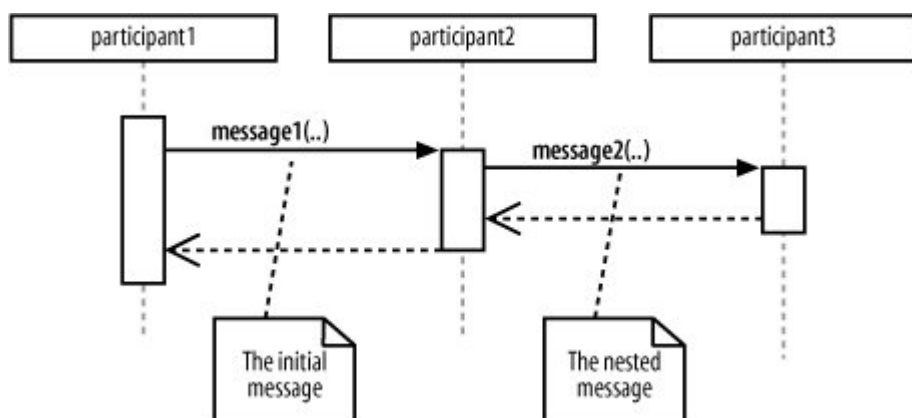 participant1
participant2
participant3
message1(..)
message2(..)
The initial
message
The nested
message